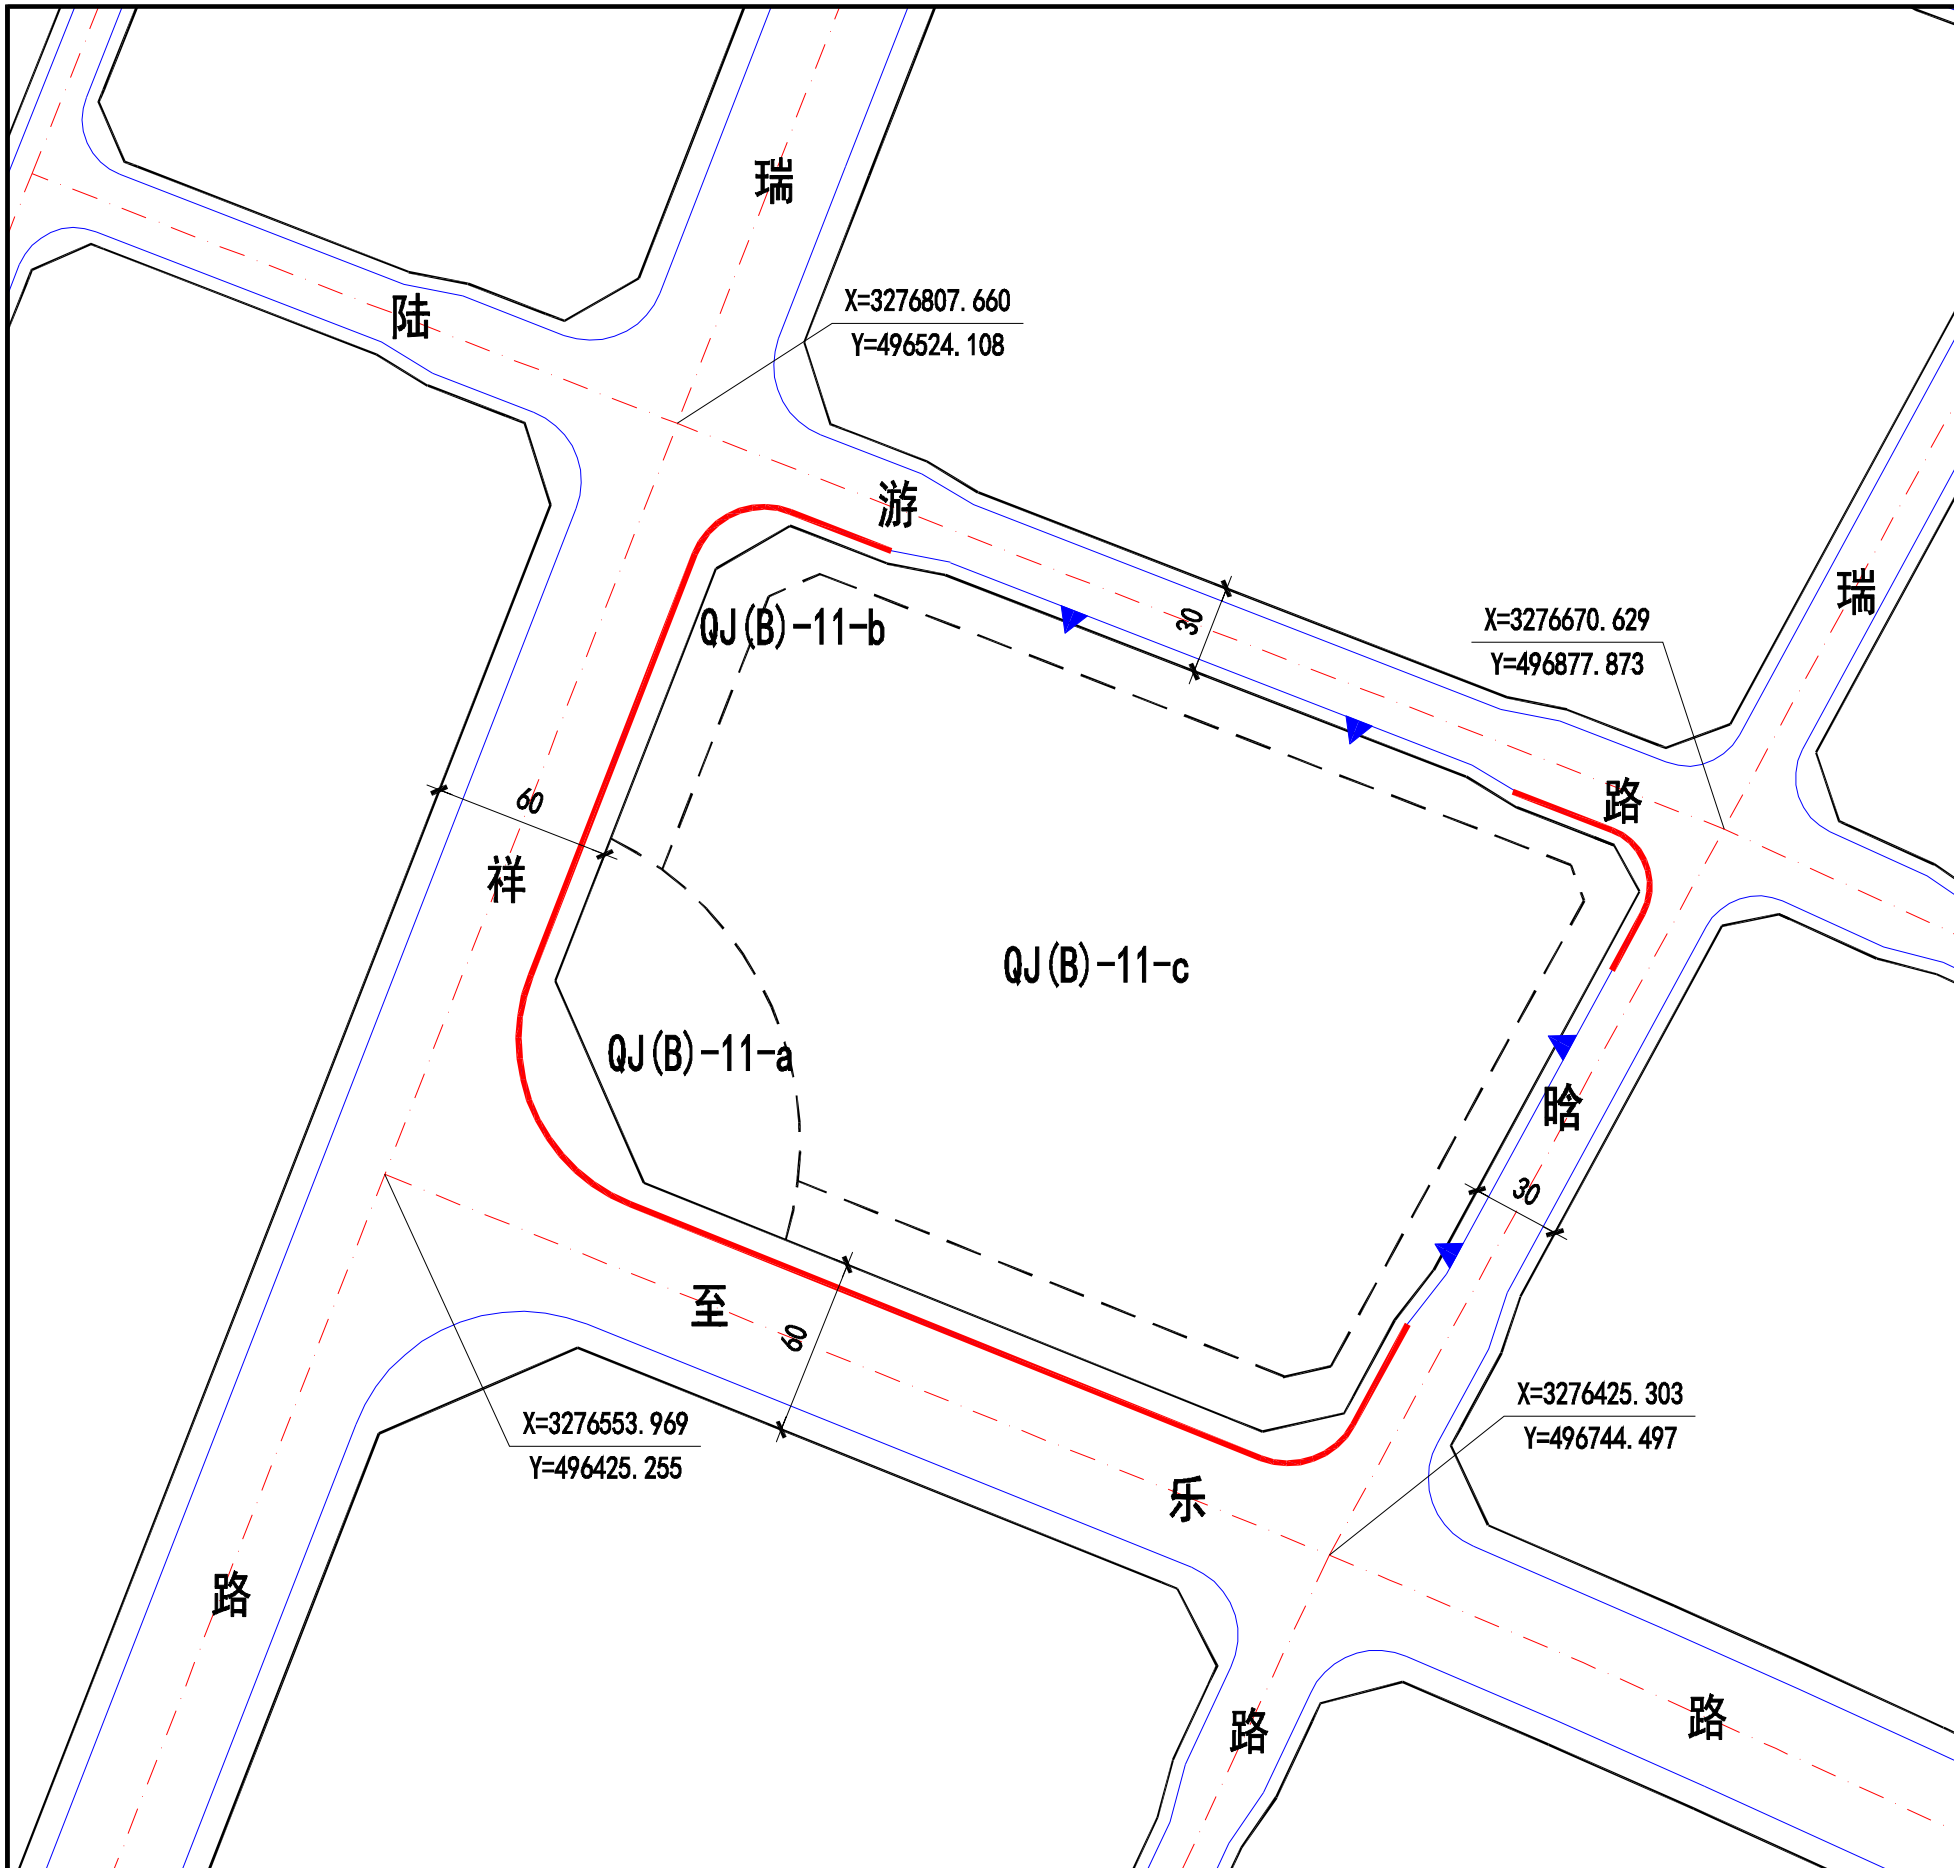 瑞
X=3276807.660
Y=496524.108
陆
游
瑞
30
X=3276670.629
Y=496877.873
QJ(B)-11-b
60
路
祥
QJ(B)-11-c
QJ(B)-11-a
晗
30
至
60
X=3276425.303
Y=496744.497
X=3276553.969
Y=496425.255
乐
路
路
路